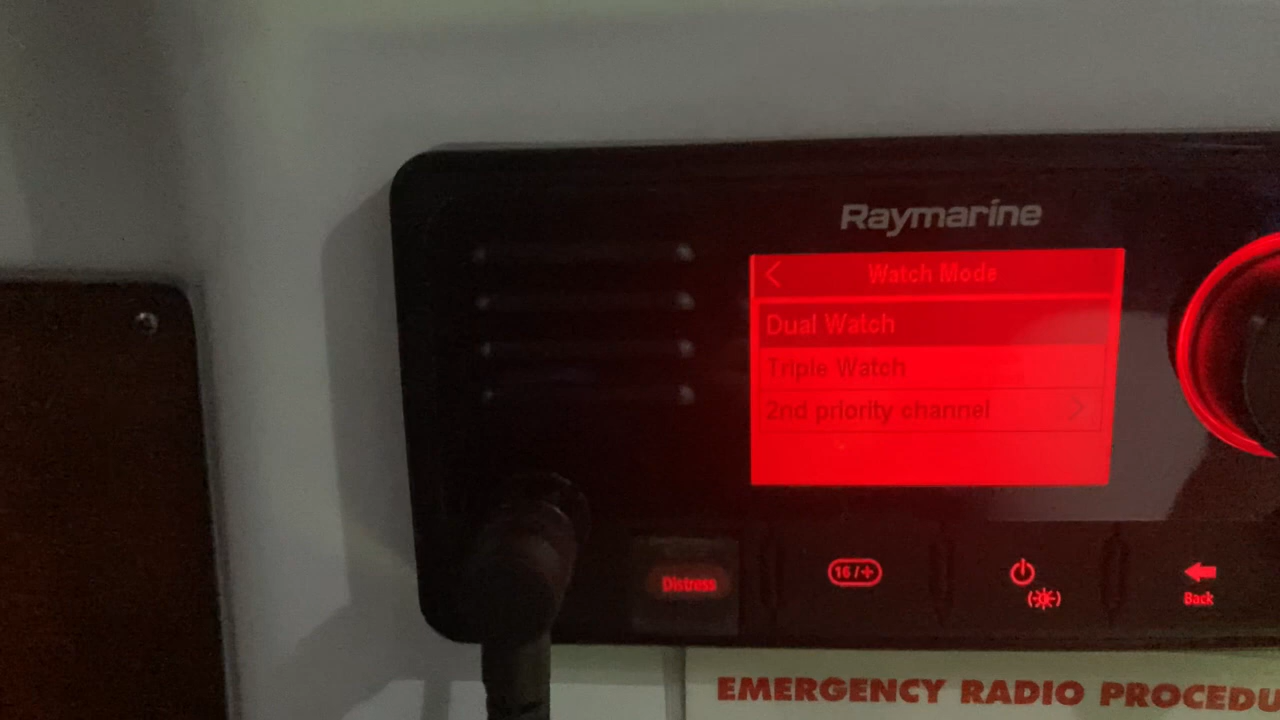 Raymarine
Watch Mode
Dual Watch
Triple Watch
2nd priority channel
Distress
16/+
Back
EMERGENCY RADIO PROCEDU